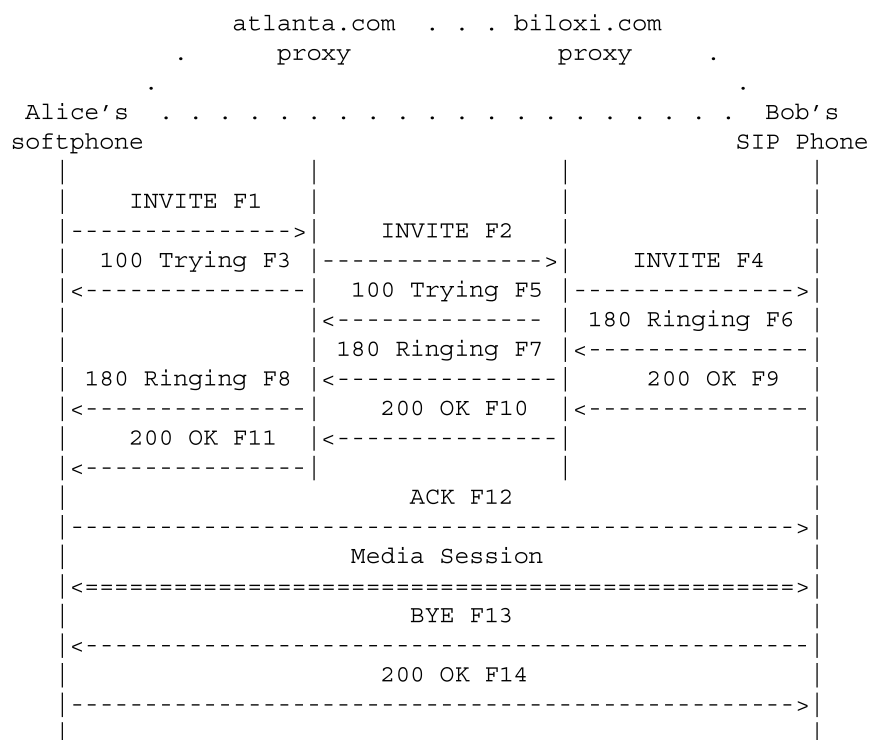 atlanta.com . . . biloxi.com
. proxy proxy .
. .
Alice’s . . . . . . . . . . . . . . . . . . . . Bob’s
softphone SIP Phone
| | | |
| INVITE F1 | | |
|--------------->| INVITE F2 | |
| 100 Trying F3 |--------------->| INVITE F4 |
|<---------------| 100 Trying F5 |--------------->|
| |<-------------- | 180 Ringing F6 |
| | 180 Ringing F7 |<---------------|
| 180 Ringing F8 |<---------------| 200 OK F9 |
|<---------------| 200 OK F10 |<---------------|
| 200 OK F11 |<---------------| |
|<---------------| | |
| ACK F12 |
|------------------------------------------------->|
| Media Session |
|<================================================>|
| BYE F13 |
|<-------------------------------------------------|
| 200 OK F14 |
|------------------------------------------------->|
| |